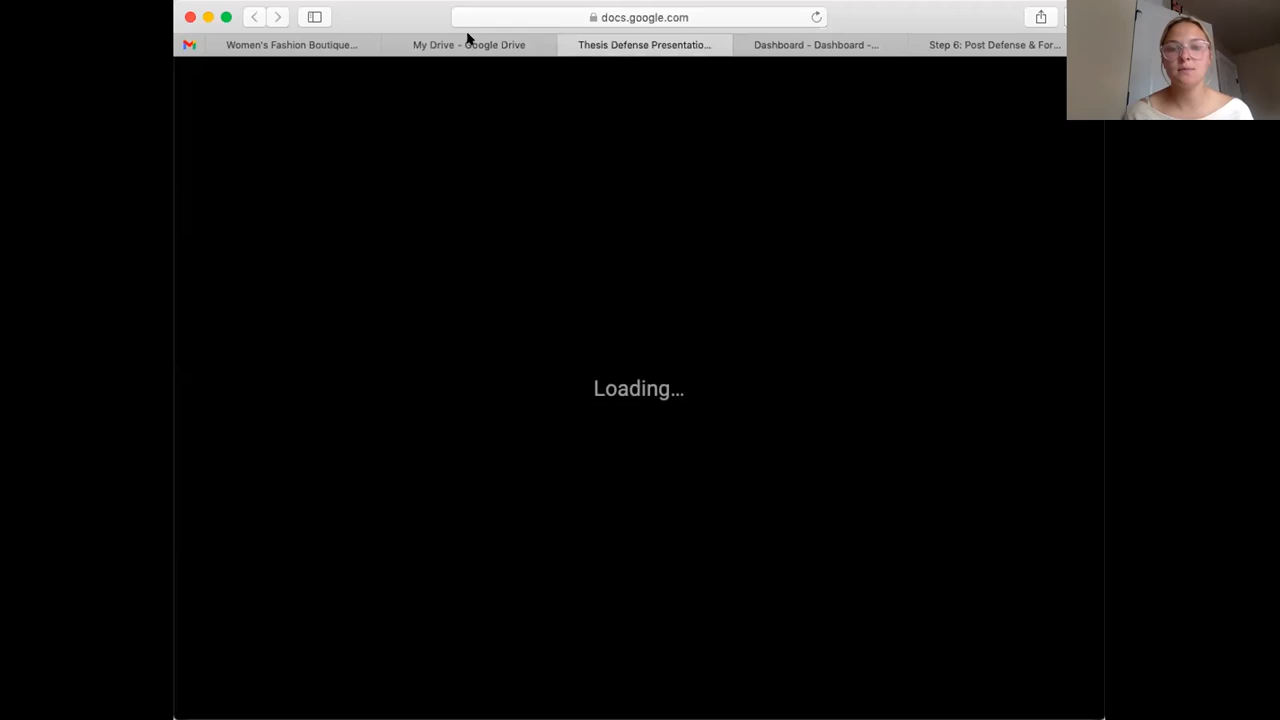 docs.google.com
Women's Fashion Boutique...
My Drive – Google Drive
Thesis Defense Presentatio...
Dashboard - Dashboard -...
Step 6: Post Defense & For...
Loading...